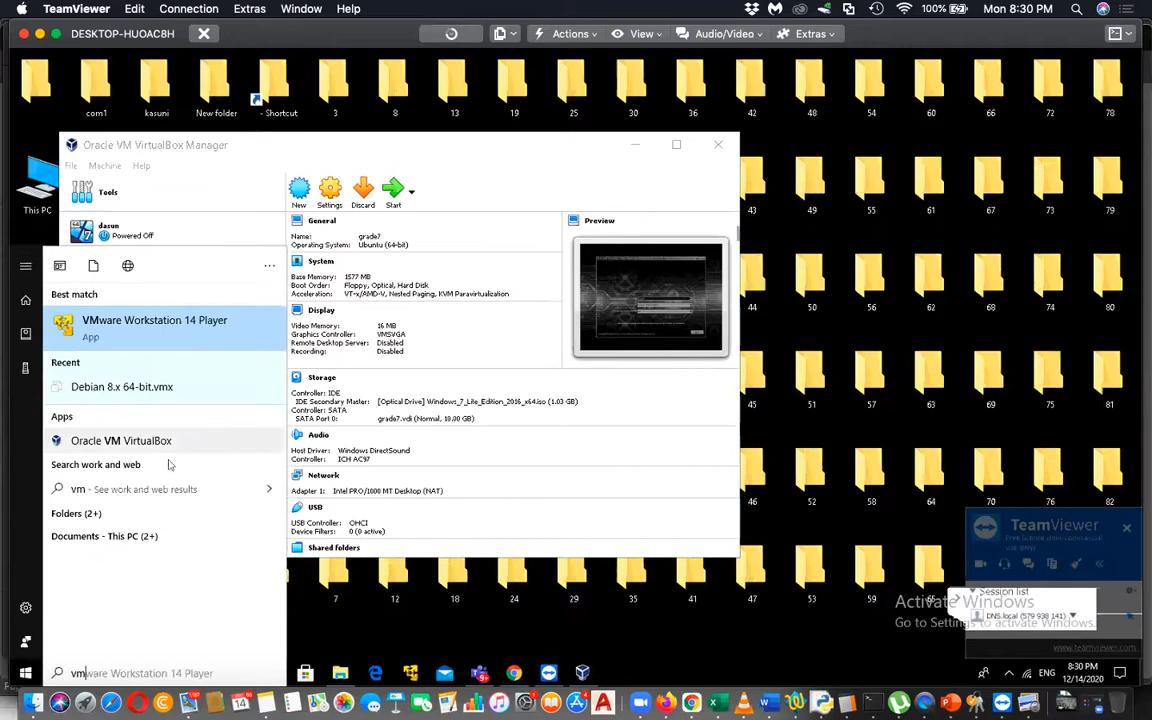 TeamViewer Edit Connection Extras Window Help
100% Mon 8:30 PM
DESKTOP-HUOAC8H
Actions View Audio/Video Extras
com1 kasuni New folder - Shortcut 3 8 13 19 25 30 36 42 48 54 60 66 72 78
Oracle VM VirtualBox Manager
File Machine Help
Tools
New Settings Discard Start
This PC
dasun
Powered Off
General
Name: grade7
Operating System: Ubuntu (64-bit)
System
Base Memory: 1577 MB
Boot Order: Floppy, Optical, Hard Disk
Acceleration: VT-x/AMD-V, Nested Paging, KVM Paravirtualization
Display
Video Memory: 16 MB
Graphics Controller: VMSVGA
Remote Desktop Server: Disabled
Recording: Disabled
Storage
Controller: IDE
IDE Secondary Master: [Optical Drive] Windows_7_Lite_Edition_2016_x64.iso (1.03 GB)
Controller: SATA
SATA Port 0: grade7.vdi (Normal, 10.00 GB)
Audio
Host Driver: Windows DirectSound
Controller: ICH AC97
Network
Adapter 1: Intel PRO/1000 MT Desktop (NAT)
USB
USB Controller: OHCI
Device Filters: 0 (0 active)
Shared folders
Preview
43 49 55 61 67 73 79
44 50 56 62 68 74 80
45 51 57 63 69 75 81
46 52 58 64 70 76 82
7 12 18 24 29 35 41 47 53 59 65
Best match
VMware Workstation 14 Player
App
Recent
Debian 8.x 64-bit.vmx
Apps
Oracle VM VirtualBox
Search work and web
vm - See work and web results
Folders (2+)
Documents - This PC (2+)
vmware Workstation 14 Player
TeamViewer
Session list
DNS.local (579 938 141)
www.teamviewer.com
Activate Windows
Go to Settings to activate Windows.
ENG
8:30 PM
12/14/2020